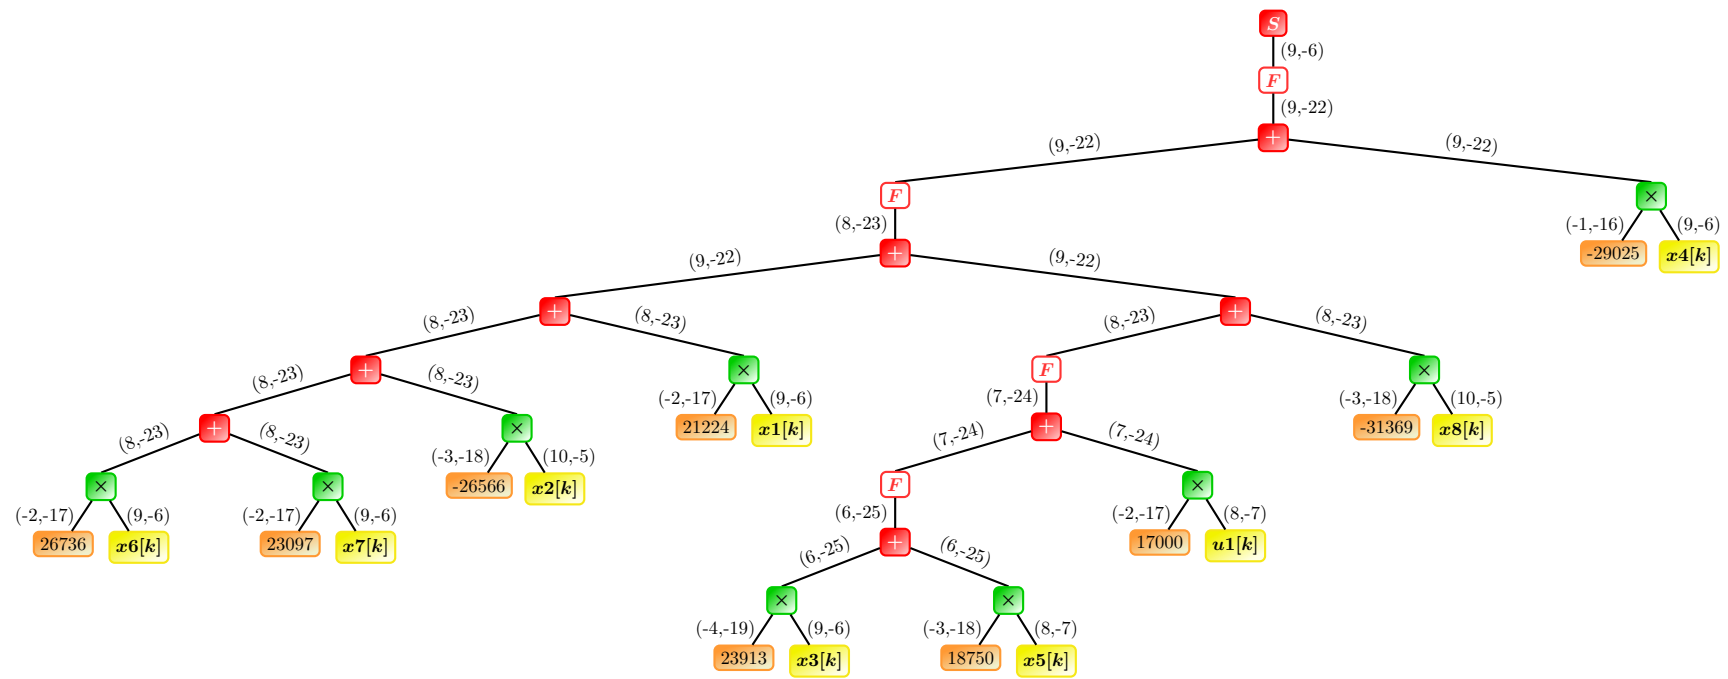 S
(9,-6)
F
(9,-22)
+
(9,-22) (9,-22)
F ×
(8,-23) (-1,-16) (9,-6)
+ -29025 x4[k]
(9,-22) (9,-22)
+ +
(8,-23) (8,-23) (8,-23) (8,-23)
+ × F ×
(8,-23) (8,-23) (-2,-17) (9,-6) (7,-24) (-3,-18) (10,-5)
+ × 21224 x1[k] + -31369 x8[k]
(8,-23) (8,-23) (-3,-18) (10,-5) (7,-24) (7,-24)
× × -26566 x2[k] F ×
(-2,-17) (9,-6) (-2,-17) (9,-6) (6,-25) (-2,-17) (8,-7)
26736 x6[k] 23097 x7[k] + 17000 u1[k]
(6,-25) (6,-25)
× ×
(-4,-19) (9,-6) (-3,-18) (8,-7)
23913 x3[k] 18750 x5[k]